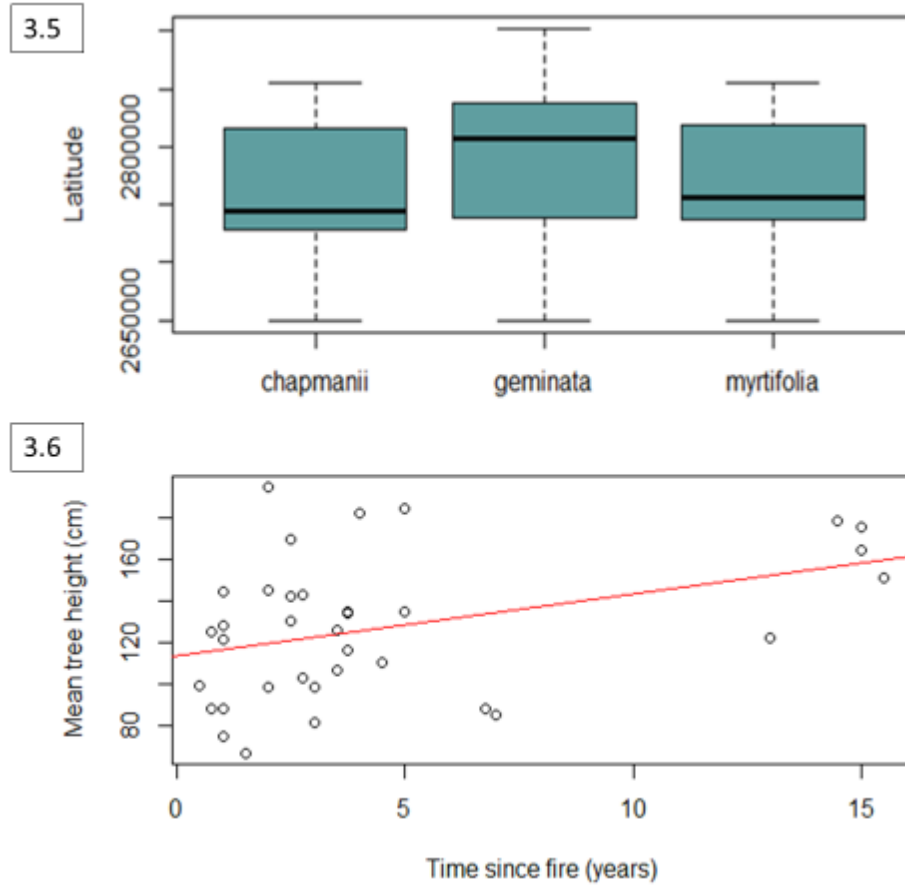 3.5
Latitude
2800000
2650000
chapmanii geminata myrtifolia
3.6
Mean tree height (cm)
160
120
80
0 5 10 15
Time since fire (years)